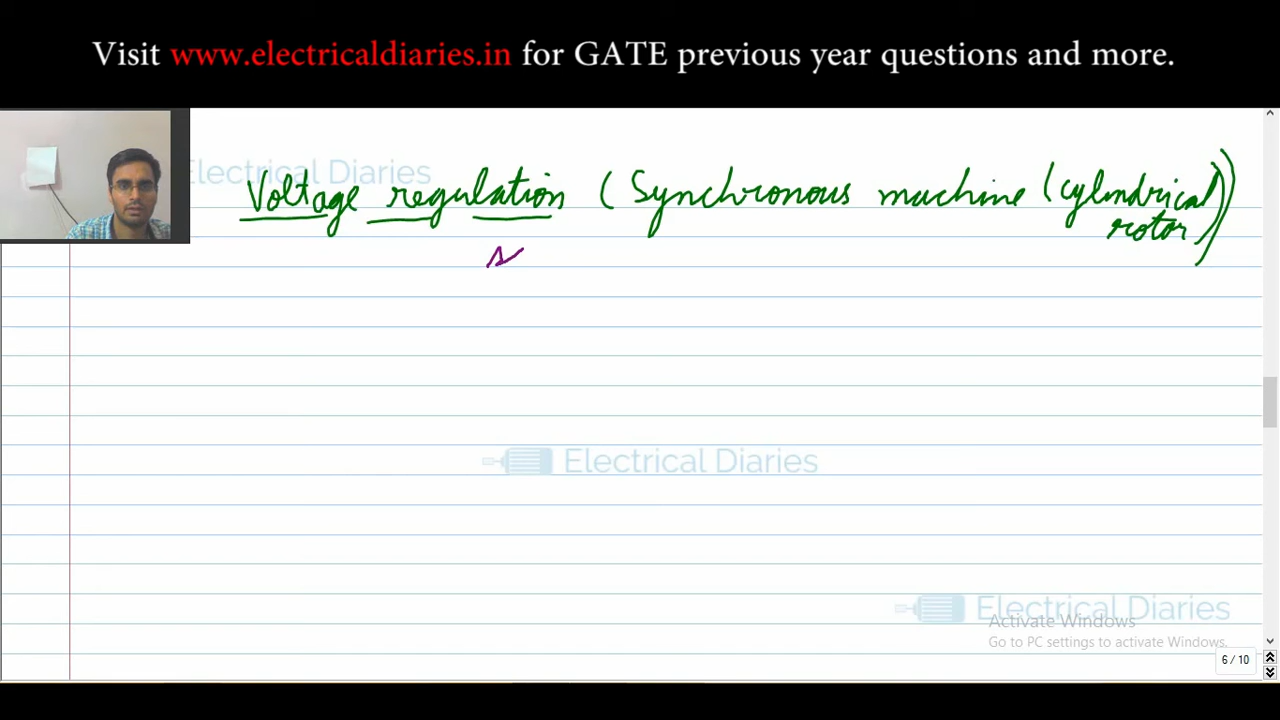 Visit www.electricaldiaries.in for GATE previous year questions and more.
Electrical Diaries
Voltage regulation (Synchronous machine (cylindrical rotor))
Electrical Diaries
Electrical Diaries
Activate Windows
Go to PC settings to activate Windows.
6 / 10